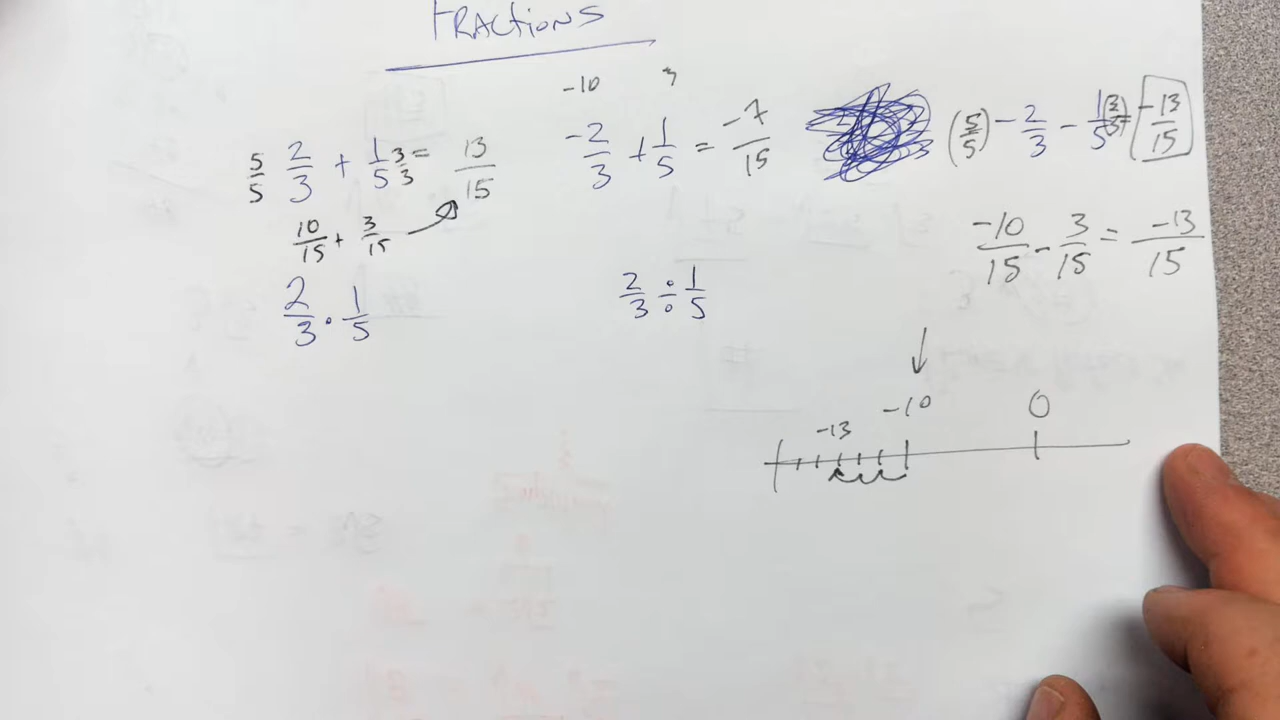 FRACTIONS
5/5 2/3 + 1/5 3/3 = 13/15
10/15 + 3/15
-10 3
-2/3 + 1/5 = -7/15
(5/5) -2/3 - 1/5 (3/3) = -13/15
-10/15 - 3/15 = -13/15
2/3 · 1/5
2/3 ÷ 1/5
-13 -10 0